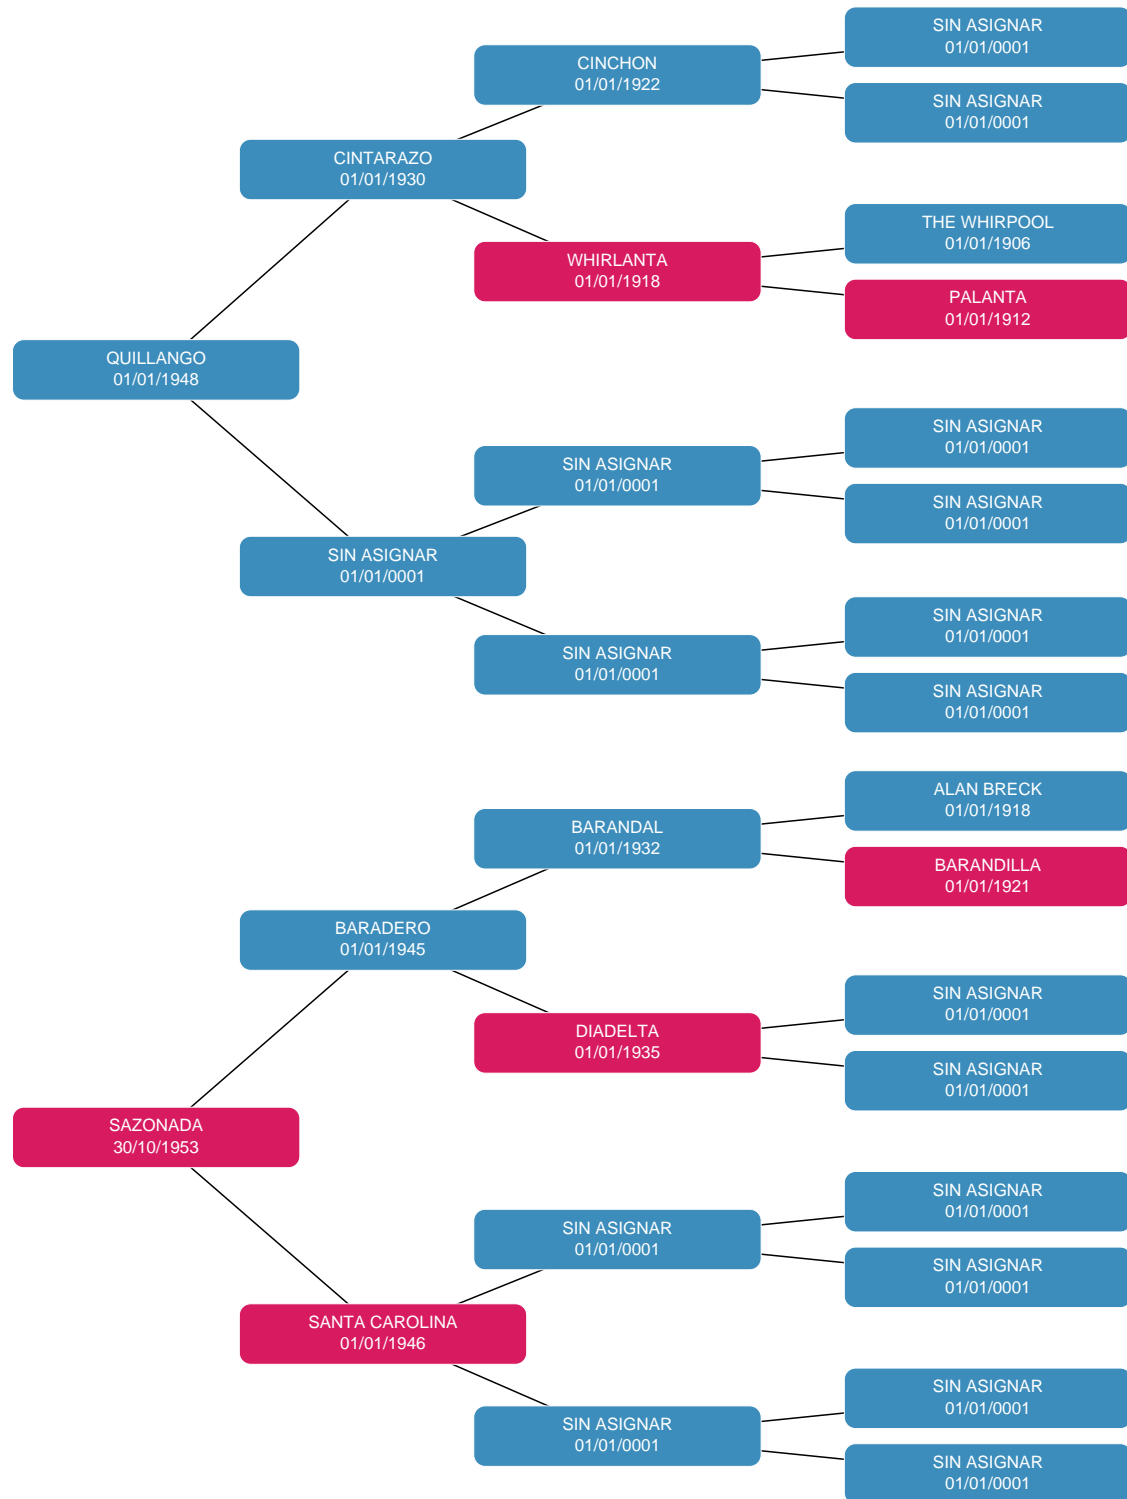 SIN ASIGNAR
01/01/0001
CINCHON
01/01/1922
SIN ASIGNAR
01/01/0001
CINTARAZO
01/01/1930
THE WHIRPOOL
01/01/1906
WHIRLANTA
01/01/1918
PALANTA
01/01/1912
QUILLANGO
01/01/1948
SIN ASIGNAR
01/01/0001
SIN ASIGNAR
01/01/0001
SIN ASIGNAR
01/01/0001
SIN ASIGNAR
01/01/0001
SIN ASIGNAR
01/01/0001
SIN ASIGNAR
01/01/0001
SIN ASIGNAR
01/01/0001
ALAN BRECK
01/01/1918
BARANDAL
01/01/1932
BARANDILLA
01/01/1921
BARADERO
01/01/1945
SIN ASIGNAR
01/01/0001
DIADELTA
01/01/1935
SIN ASIGNAR
01/01/0001
SAZONADA
30/10/1953
SIN ASIGNAR
01/01/0001
SIN ASIGNAR
01/01/0001
SIN ASIGNAR
01/01/0001
SANTA CAROLINA
01/01/1946
SIN ASIGNAR
01/01/0001
SIN ASIGNAR
01/01/0001
SIN ASIGNAR
01/01/0001